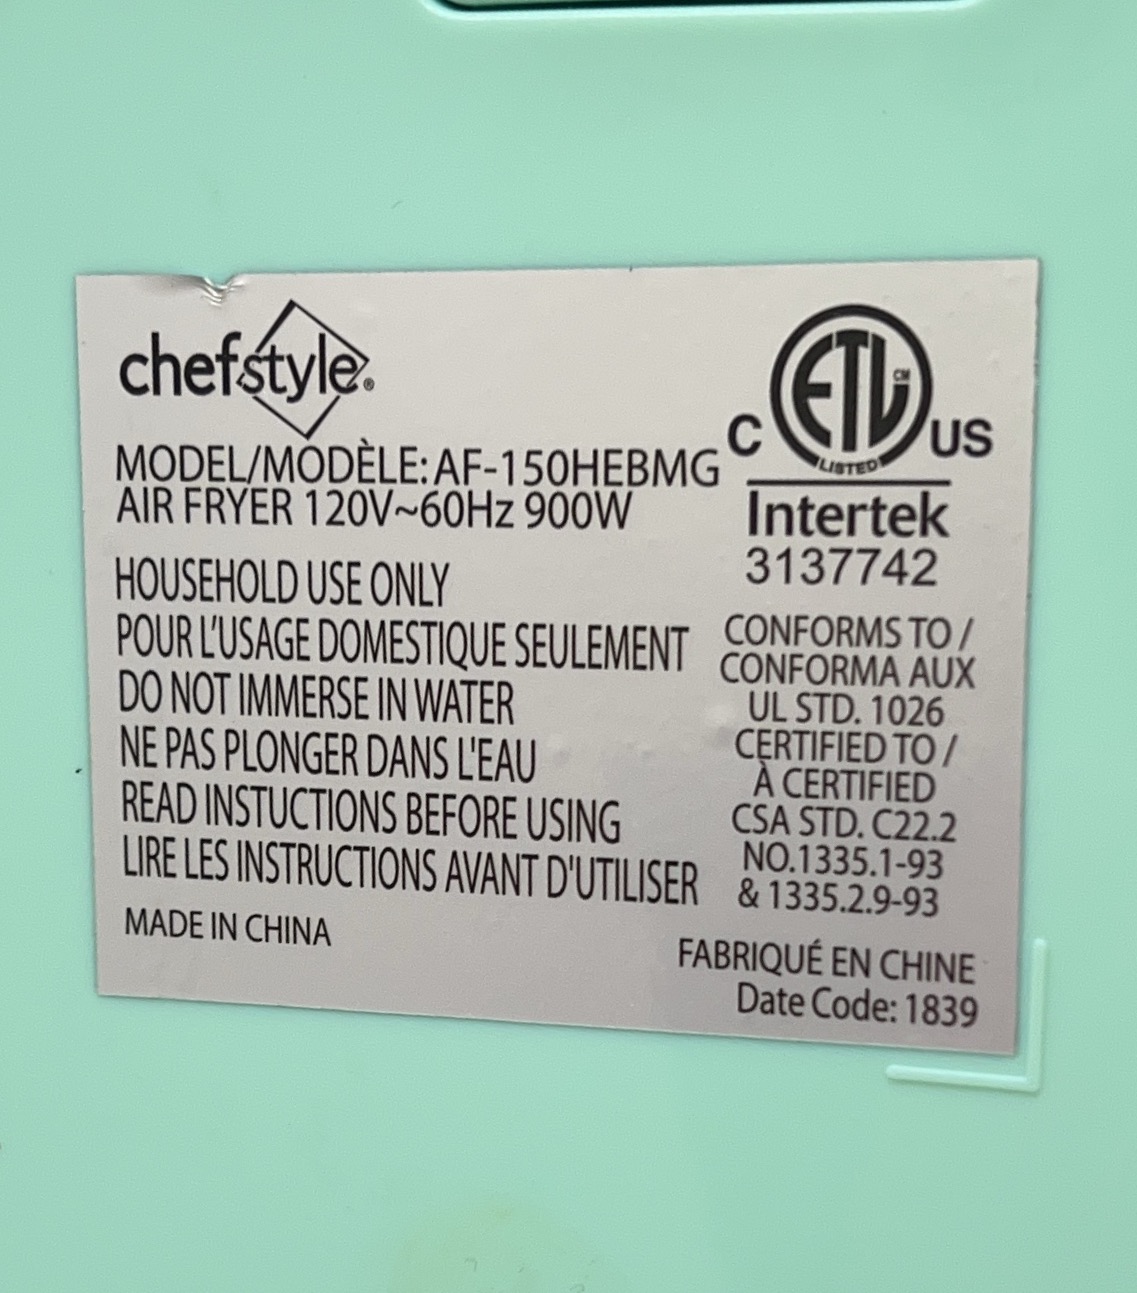 chefstyle®
MODEL/MODÈLE: AF-150HEBMG
AIR FRYER 120V~60Hz 900W
HOUSEHOLD USE ONLY
POUR L'USAGE DOMESTIQUE SEULEMENT
DO NOT IMMERSE IN WATER
NE PAS PLONGER DANS L'EAU
READ INSTUCTIONS BEFORE USING
LIRE LES INSTRUCTIONS AVANT D'UTILISER
MADE IN CHINA
C ETL CM US
LISTED
Intertek
3137742
CONFORMS TO /
CONFORMA AUX
UL STD. 1026
CERTIFIED TO /
À CERTIFIED
CSA STD. C22.2
NO.1335.1-93
& 1335.2.9-93
FABRIQUÉ EN CHINE
Date Code: 1839